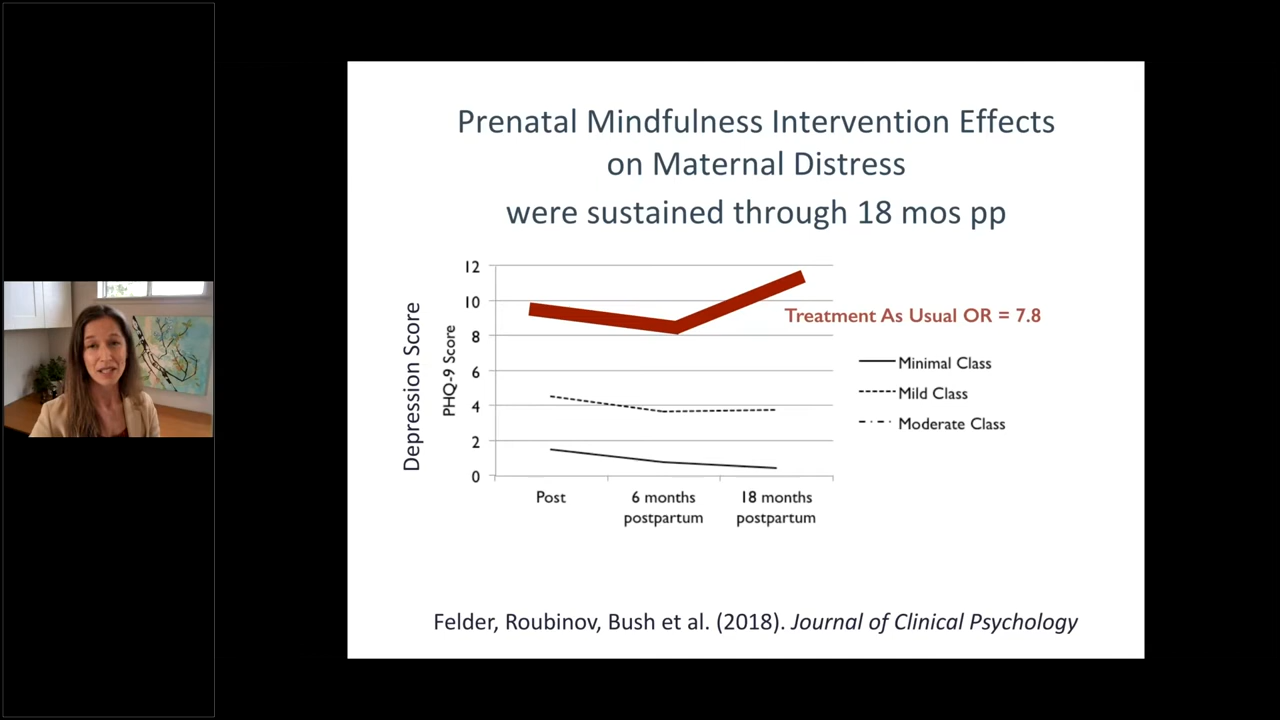 Prenatal Mindfulness Intervention Effects
on Maternal Distress
were sustained through 18 mos pp
Depression Score
PHQ-9 Score
12
10
8
6
4
2
0
Post
6 months
postpartum
18 months
postpartum
Treatment As Usual OR = 7.8
Minimal Class
Mild Class
Moderate Class
Felder, Roubinov, Bush et al. (2018). Journal of Clinical Psychology